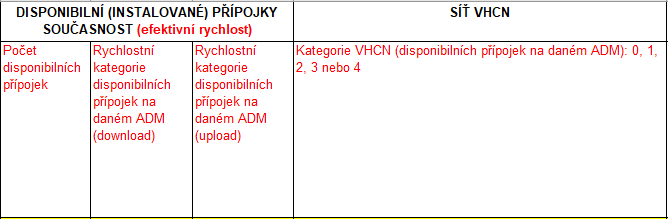 DISPONIBILNÍ (INSTALOVANÉ) PŘÍPOJKY
SOUČASNOST (efektivní rychlost)
SÍŤ VHCN
Počet
disponibilních
přípojek
Rychlostní
kategorie
disponibilních
přípojek na
daném ADM
(download)
Rychlostní
kategorie
disponibilních
přípojek na
daném ADM
(upload)
Kategorie VHCN (disponibilních přípojek na daném ADM): 0, 1,
2, 3 nebo 4